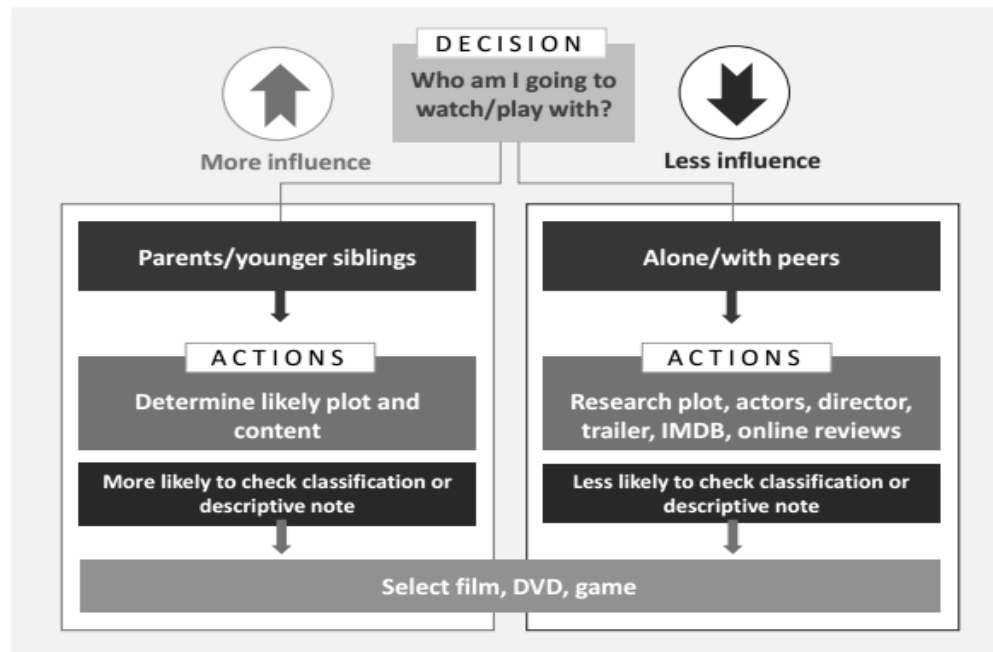 DECISION
Who am I going to
watch/play with?
More influence
Less influence
Parents/younger siblings
ACTIONS
Determine likely plot and
content
More likely to check classification or
descriptive note
Alone/with peers
ACTIONS
Research plot, actors, director,
trailer, IMDB, online reviews
Less likely to check classification or
descriptive note
Select film, DVD, game